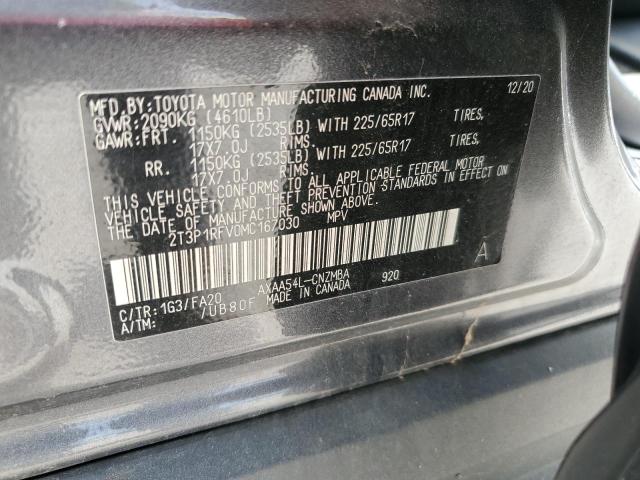 MFD.BY:TOYOTA MOTOR MANUFACTURING CANADA INC. 12/20
GVWR:2090KG (4610LB)
GAWR:FRT. 1150KG (2535LB) WITH 225/65R17 TIRES,
17X7.0J RIMS.
RR. 1150KG (2535LB) WITH 225/65R17 TIRES,
17X7.0J RIMS.
THIS VEHICLE CONFORMS TO ALL APPLICABLE FEDERAL MOTOR
VEHICLE SAFETY AND THEFT PREVENTION STANDARDS IN EFFECT ON
THE DATE OF MANUFACTURE SHOWN ABOVE.
2T3P1RFV0MC167030 MPV
A
C/TR:1G3/FA20 AXAA54L-CNZMBA 920
A/TM: /UB80F MADE IN CANADA